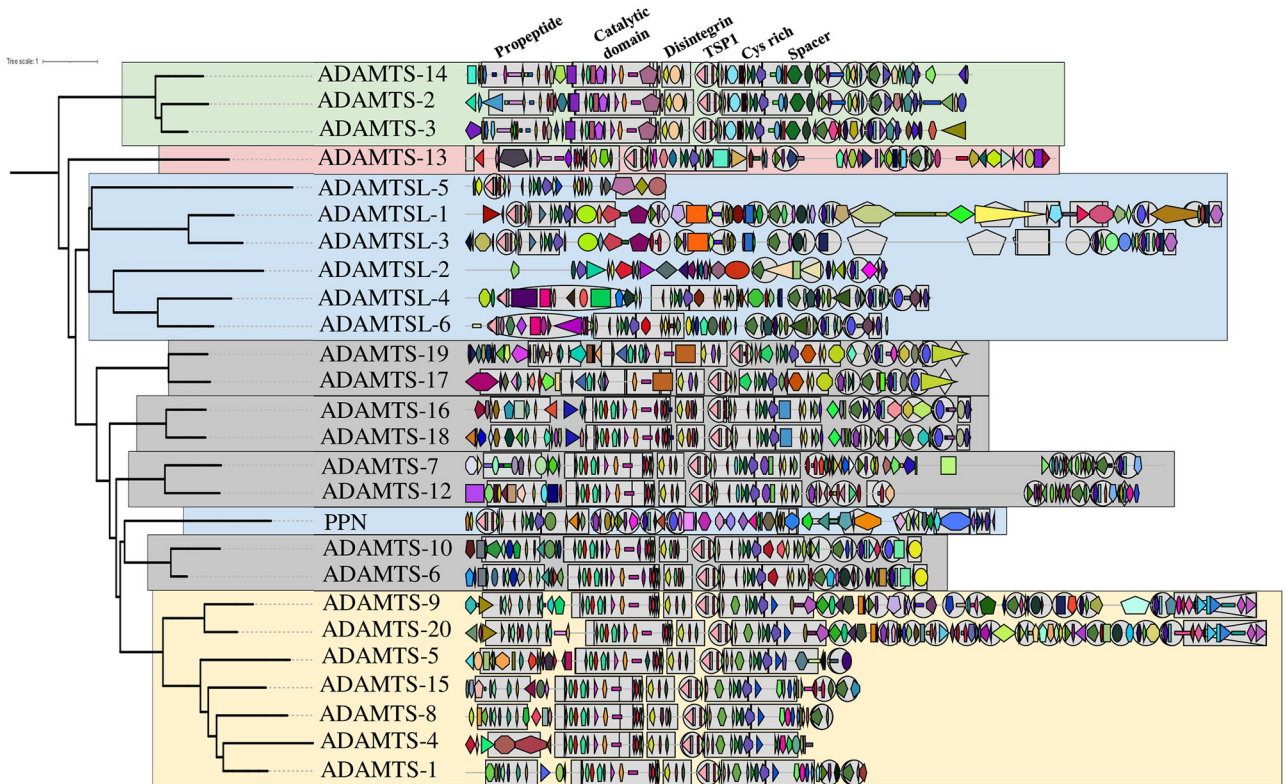 Propeptide
Catalytic
domain
Disintegrin
TSP1
Cys rich
Spacer
Tree scale: 1
ADAMTS-14
ADAMTS-2
ADAMTS-3
ADAMTS-13
ADAMTSL-5
ADAMTSL-1
ADAMTSL-3
ADAMTSL-2
ADAMTSL-4
ADAMTSL-6
ADAMTS-19
ADAMTS-17
ADAMTS-16
ADAMTS-18
ADAMTS-7
ADAMTS-12
PPN
ADAMTS-10
ADAMTS-6
ADAMTS-9
ADAMTS-20
ADAMTS-5
ADAMTS-15
ADAMTS-8
ADAMTS-4
ADAMTS-1